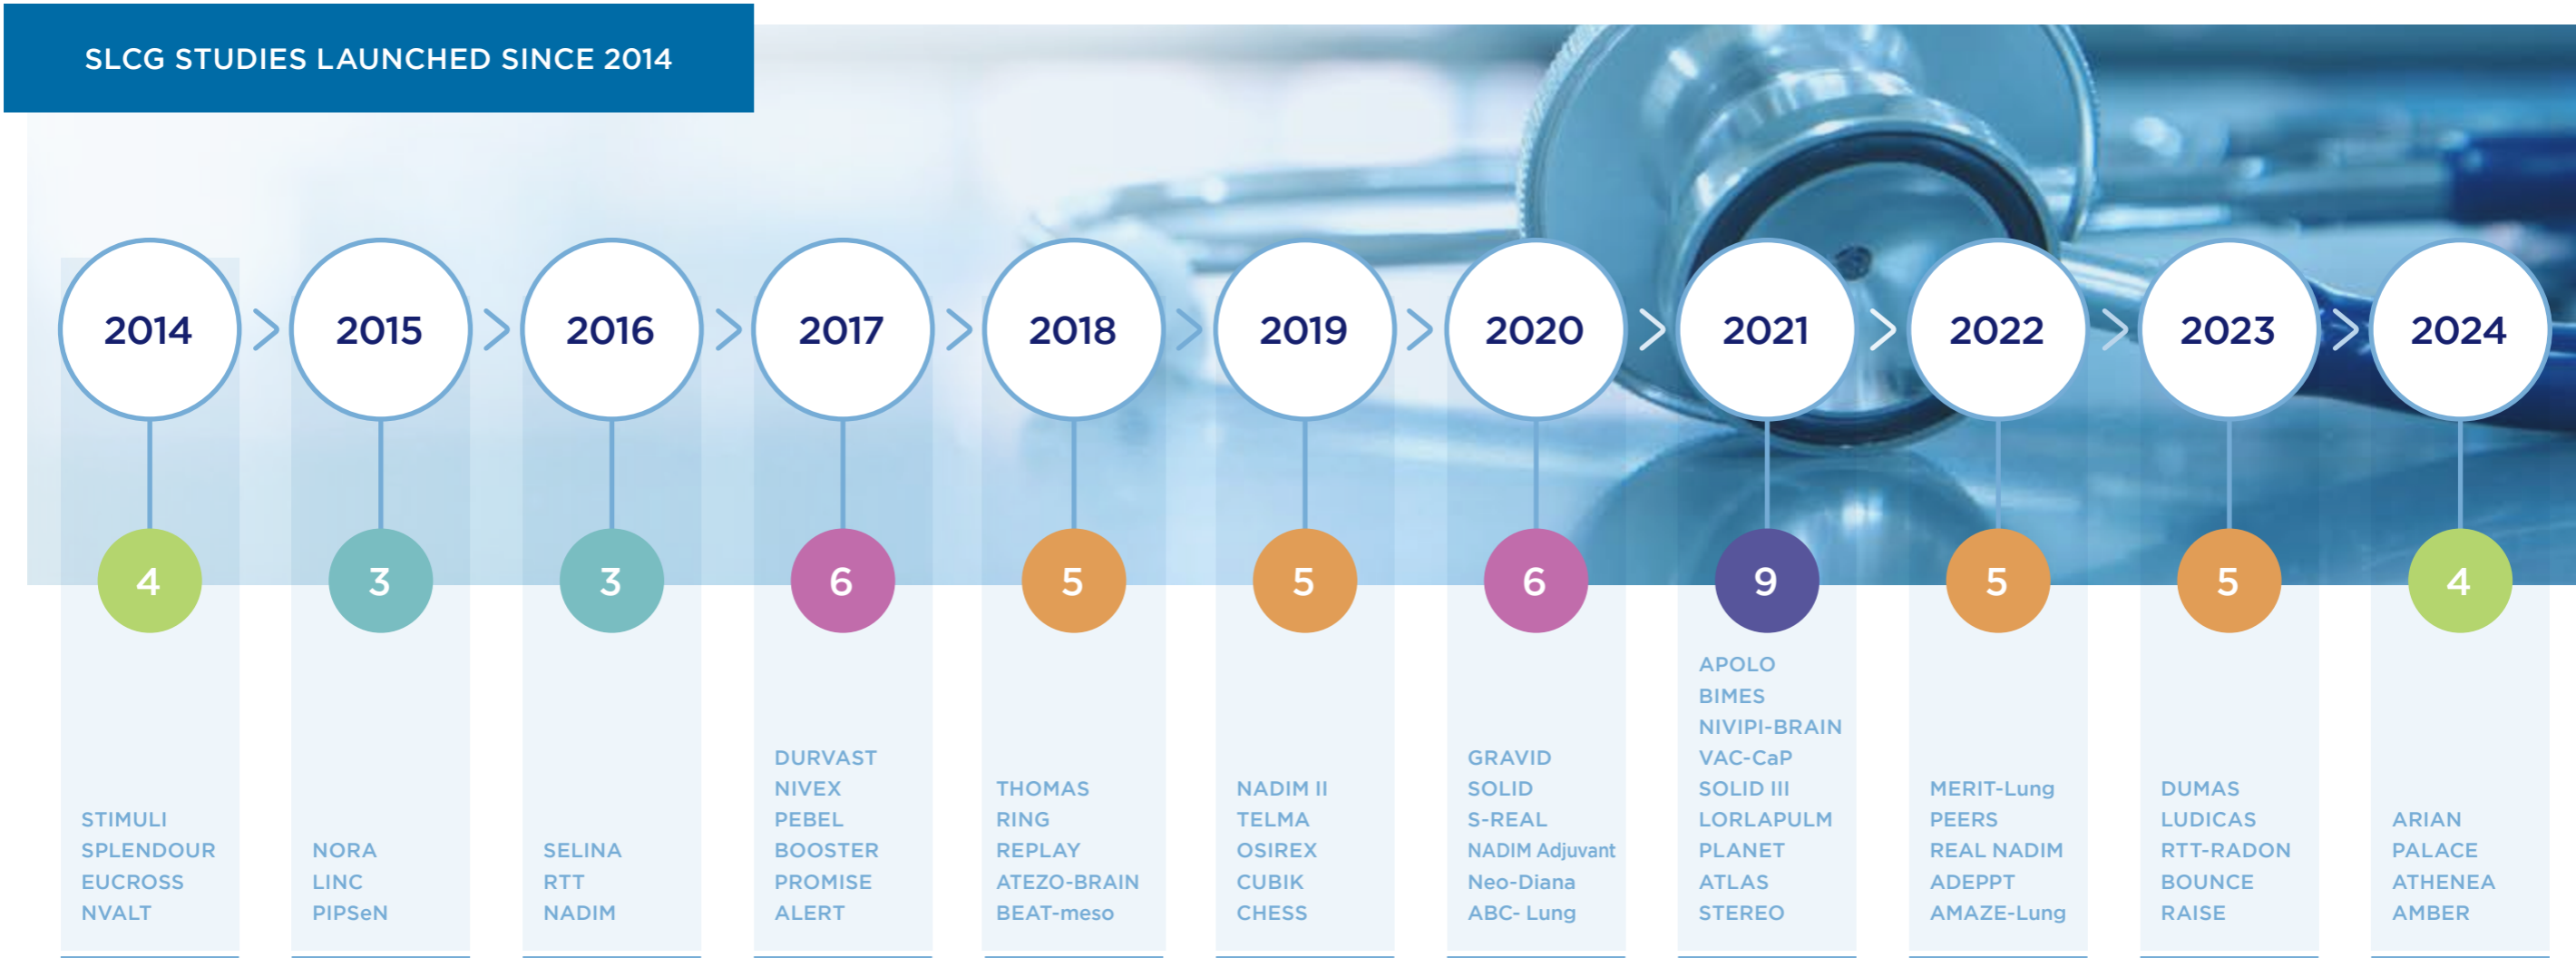 SLCG STUDIES LAUNCHED SINCE 2014
2014
2015
2016
2017
2018
2019
2020
2021
2022
2023
2024
4
3
3
6
5
5
6
9
5
5
4
STIMULI
SPLENDOUR
EUCROSS
NVALT
NORA
LINC
PIPSeN
SELINA
RTT
NADIM
DURVAST
NIVEX
PEBEL
BOOSTER
PROMISE
ALERT
THOMAS
RING
REPLAY
ATEZO-BRAIN
BEAT-meso
NADIM II
TELMA
OSIREX
CUBIK
CHESS
GRAVID
SOLID
S-REAL
NADIM Adjuvant
Neo-Diana
ABC- Lung
APOLO
BIMES
NIVIPI-BRAIN
VAC-CaP
SOLID III
LORLAPULM
PLANET
ATLAS
STEREO
MERIT-Lung
PEERS
REAL NADIM
ADEPPT
AMAZE-Lung
DUMAS
LUDICAS
RTT-RADON
BOUNCE
RAISE
ARIAN
PALACE
ATHENEA
AMBER